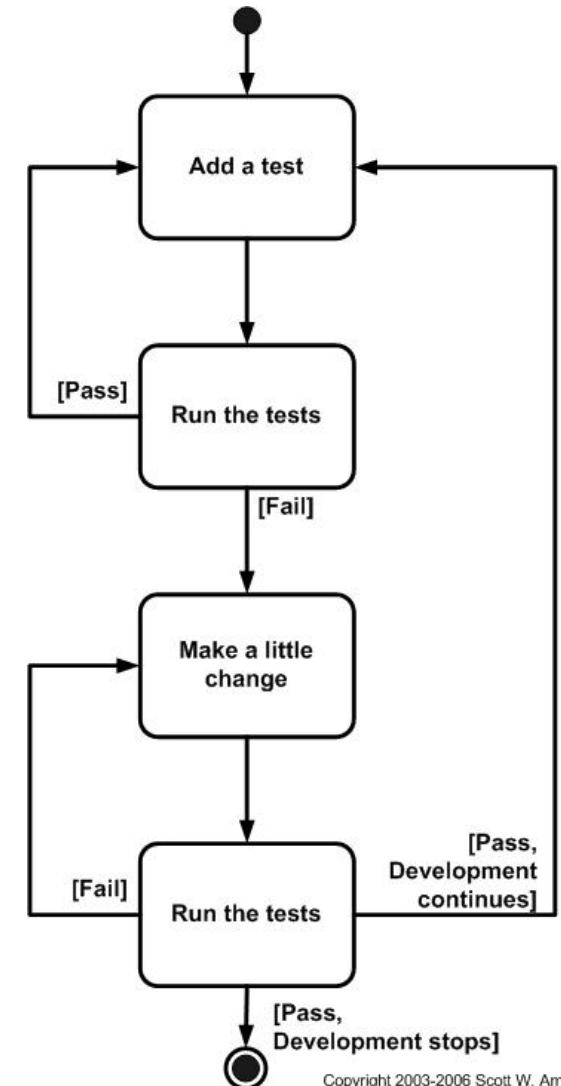 Add a test
[Pass]
Run the tests
[Fail]
Make a little
change
[Pass,
Development
continues]
[Fail]
Run the tests
[Pass,
Development stops]
Copyright 2003-2006 Scott W.